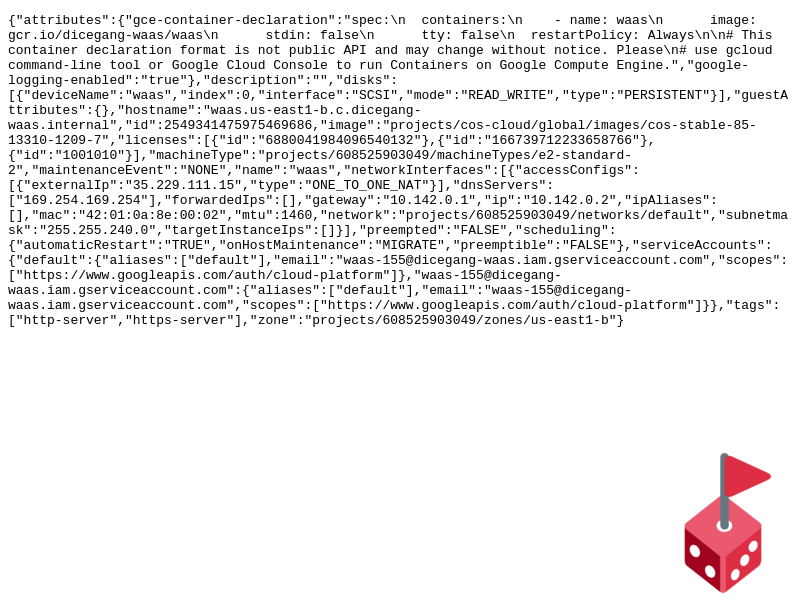 {"attributes":{"gce-container-declaration":"spec:\n  containers:\n    - name: waas\n      image:
gcr.io/dicegang-waas/waas\n      stdin: false\n      tty: false\n  restartPolicy: Always\n\n# This
container declaration format is not public API and may change without notice. Please\n# use gcloud
command-line tool or Google Cloud Console to run Containers on Google Compute Engine.","google-
logging-enabled":"true"},"description":"","disks":
[{"deviceName":"waas","index":0,"interface":"SCSI","mode":"READ_WRITE","type":"PERSISTENT"}],"guestA
ttributes":{},"hostname":"waas.us-east1-b.c.dicegang-
waas.internal","id":2549341475975469686,"image":"projects/cos-cloud/global/images/cos-stable-85-
13310-1209-7","licenses":[{"id":"6880041984096540132"},{"id":"166739712233658766"},
{"id":"1001010"}],"machineType":"projects/608525903049/machineTypes/e2-standard-
2","maintenanceEvent":"NONE","name":"waas","networkInterfaces":[{"accessConfigs":
[{"externalIp":"35.229.111.15","type":"ONE_TO_ONE_NAT"}],"dnsServers":
["169.254.169.254"],"forwardedIps":[],"gateway":"10.142.0.1","ip":"10.142.0.2","ipAliases":
[],"mac":"42:01:0a:8e:00:02","mtu":1460,"network":"projects/608525903049/networks/default","subnetma
sk":"255.255.240.0","targetInstanceIps":[]}],"preempted":"FALSE","scheduling":
{"automaticRestart":"TRUE","onHostMaintenance":"MIGRATE","preemptible":"FALSE"},"serviceAccounts":
{"default":{"aliases":["default"],"email":"waas-155@dicegang-waas.iam.gserviceaccount.com","scopes":
["https://www.googleapis.com/auth/cloud-platform"]},"waas-155@dicegang-
waas.iam.gserviceaccount.com":{"aliases":["default"],"email":"waas-155@dicegang-
waas.iam.gserviceaccount.com","scopes":["https://www.googleapis.com/auth/cloud-platform"]}},"tags":
["http-server","https-server"],"zone":"projects/608525903049/zones/us-east1-b"}